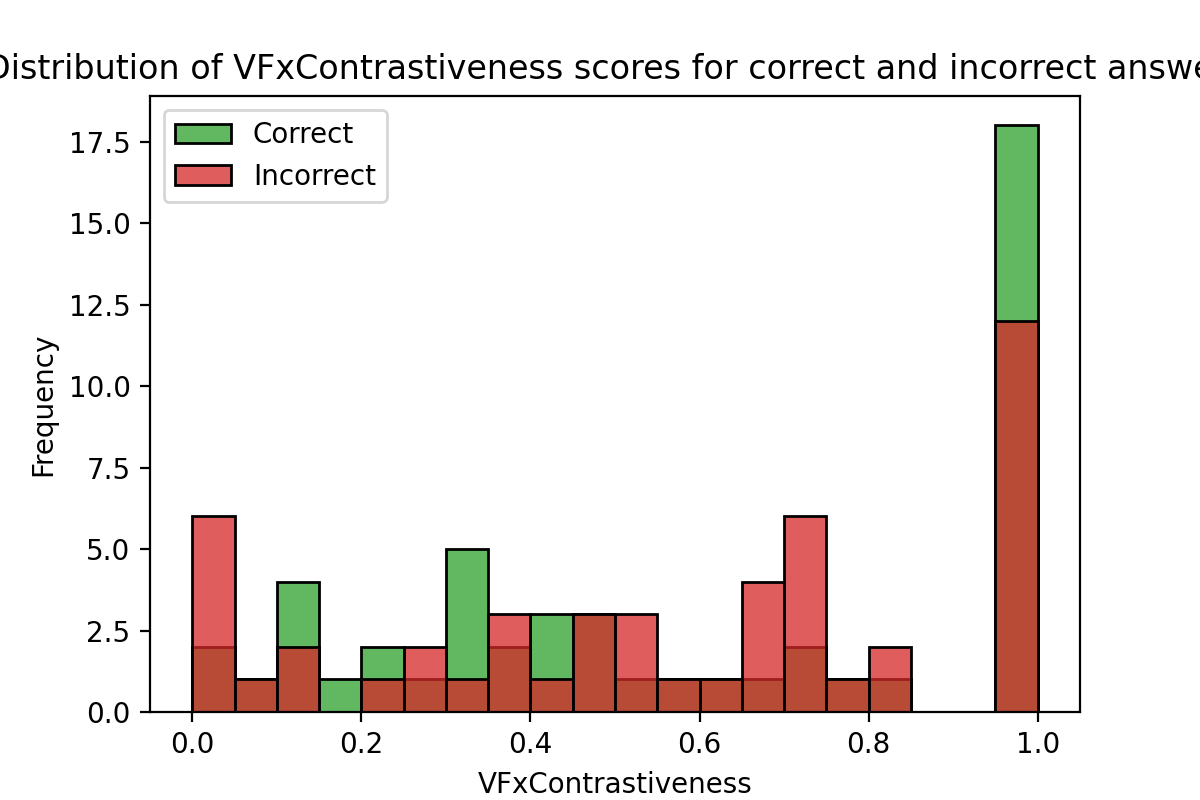 Distribution of VFxContrastiveness scores for correct and incorrect answe
Correct
Incorrect
17.5
15.0
12.5
10.0
7.5
5.0
2.5
0.0
Frequency
0.0 0.2 0.4 0.6 0.8 1.0
VFxContrastiveness